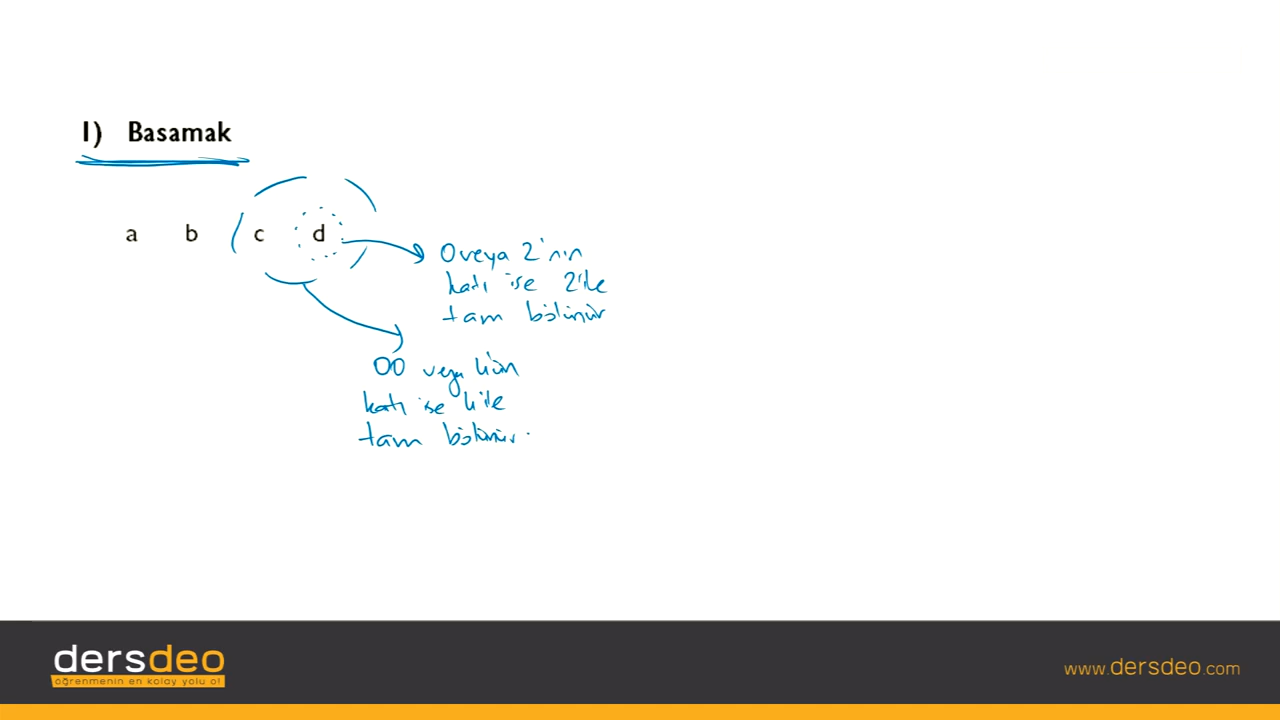 1) Basamak
a b c d
0 veya 2'nin
katı ise 2'ile
tam bölünür
00 veya 4'ün
katı ise 4'ile
tam bölünür.
dersdeo
öğrenmenin en kolay yolu o!
www.dersdeo.com